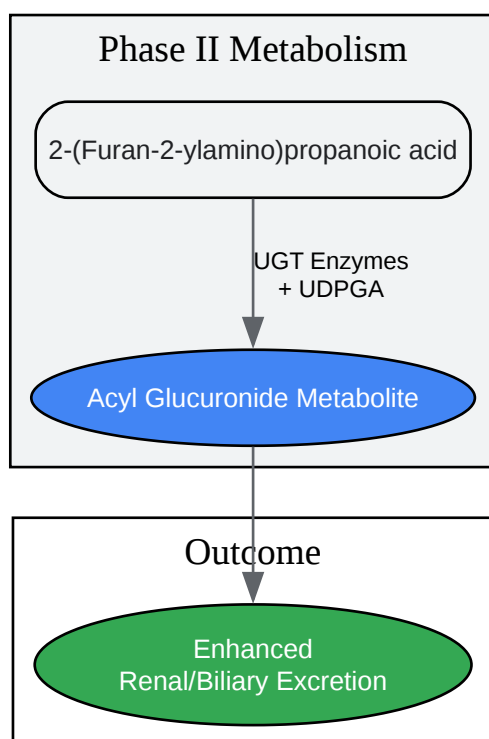 Phase II Metabolism
2-(Furan-2-ylamino)propanoic acid
UGT Enzymes
+ UDPGA
Acyl Glucuronide Metabolite
Outcome
Enhanced
Renal/Biliary Excretion